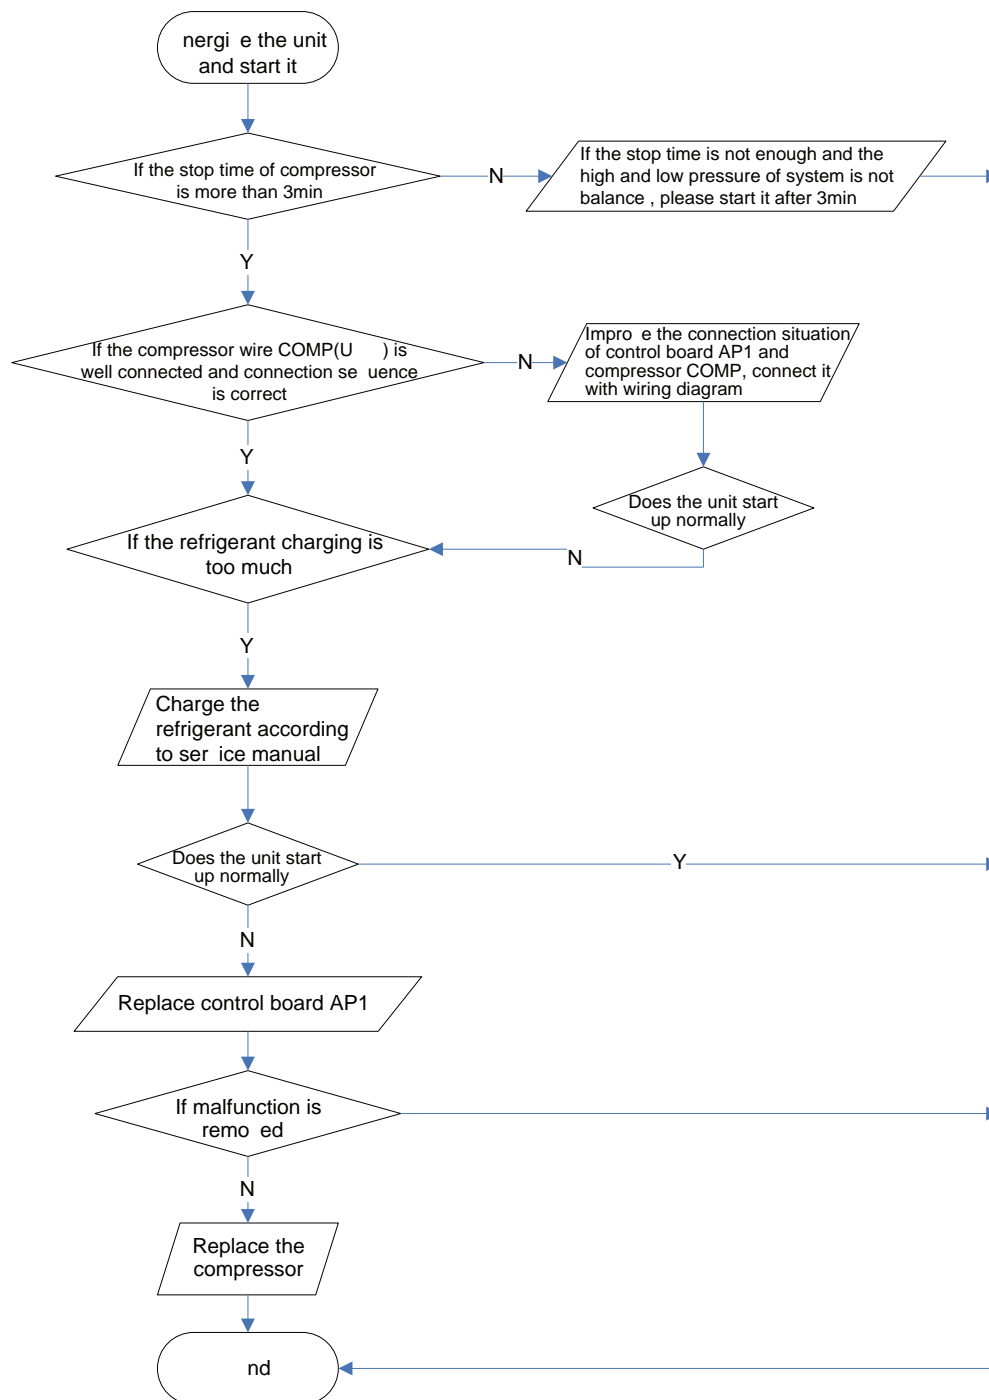 nergi e the unit
and start it
If the stop time of compressor
is more than 3min
N
If the stop time is not enough and the
high and low pressure of system is not
balance , please start it after 3min
Y
If the compressor wire COMP(U ) is
well connected and connection se uence
is correct
N
Impro e the connection situation
of control board AP1 and
compressor COMP, connect it
with wiring diagram
Y
Does the unit start
up normally
If the refrigerant charging is
too much
N
Y
Charge the
refrigerant according
to ser ice manual
Does the unit start
up normally
Y
N
Replace control board AP1
If malfunction is
remo ed
N
Replace the
compressor
nd